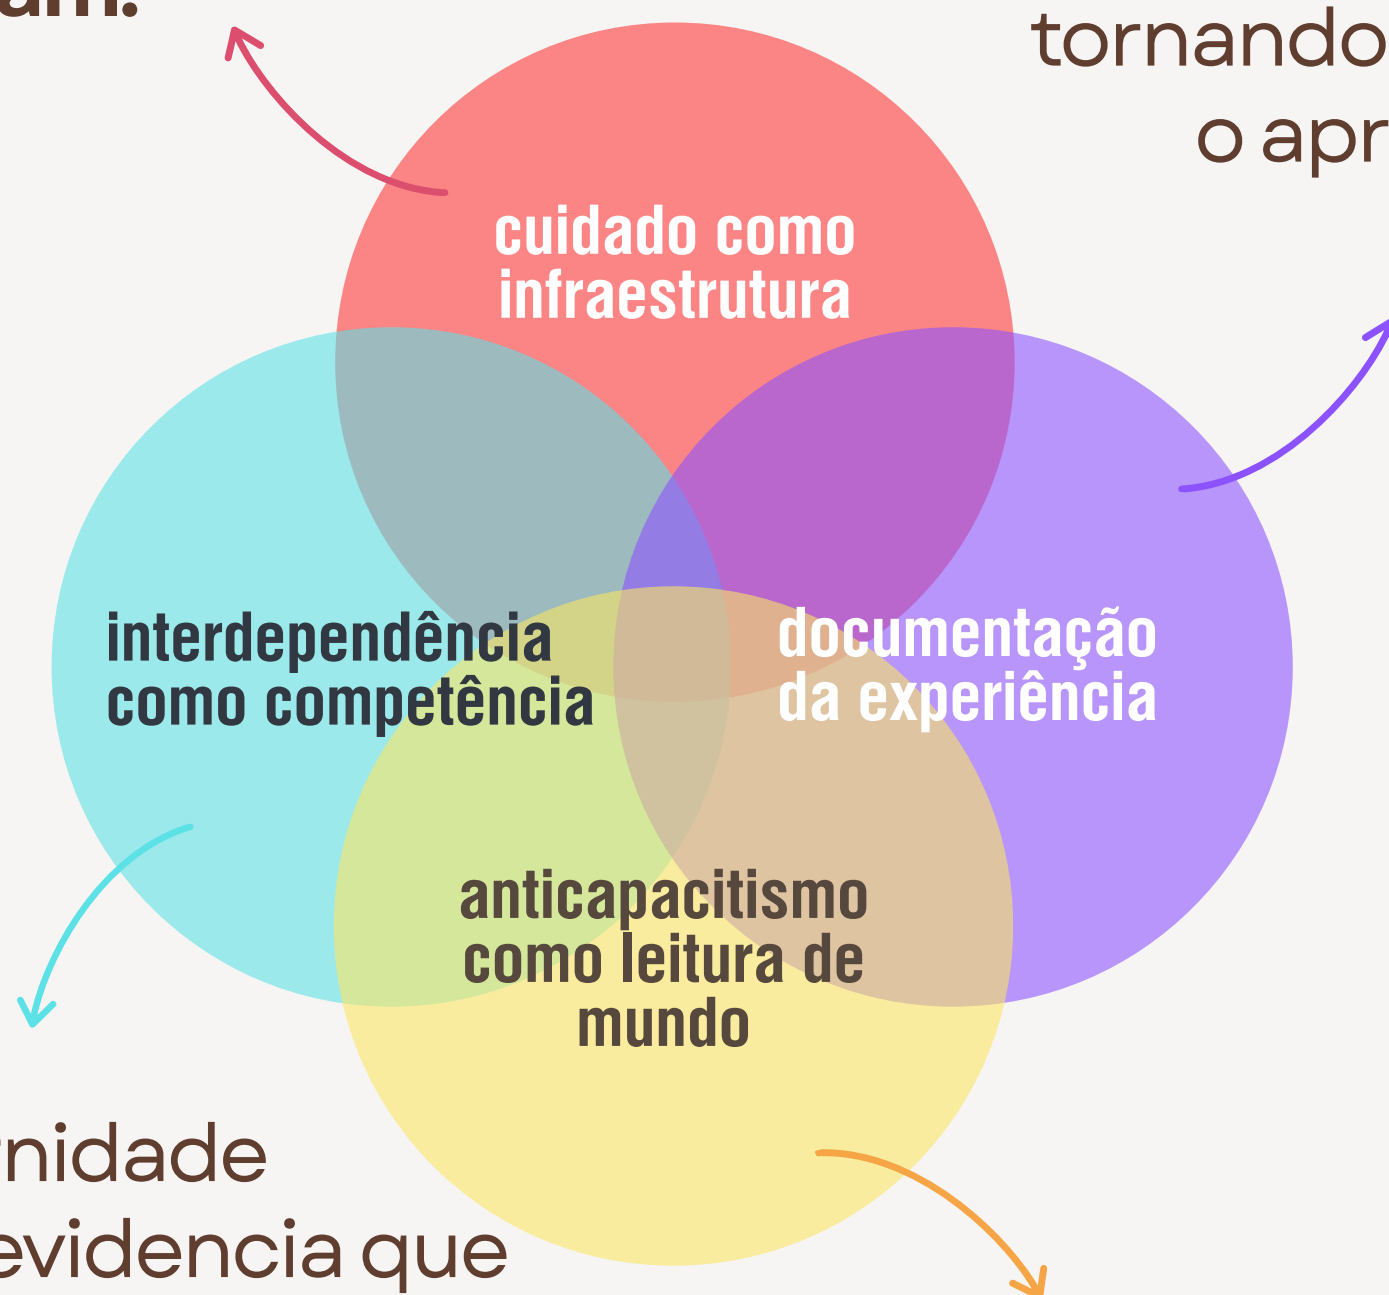 tornando
o apr
cuidado como
infraestrutura
interdependência
como competência
documentação
da experiência
anticapacitismo
como leitura de
mundo
nidade
evidencia que